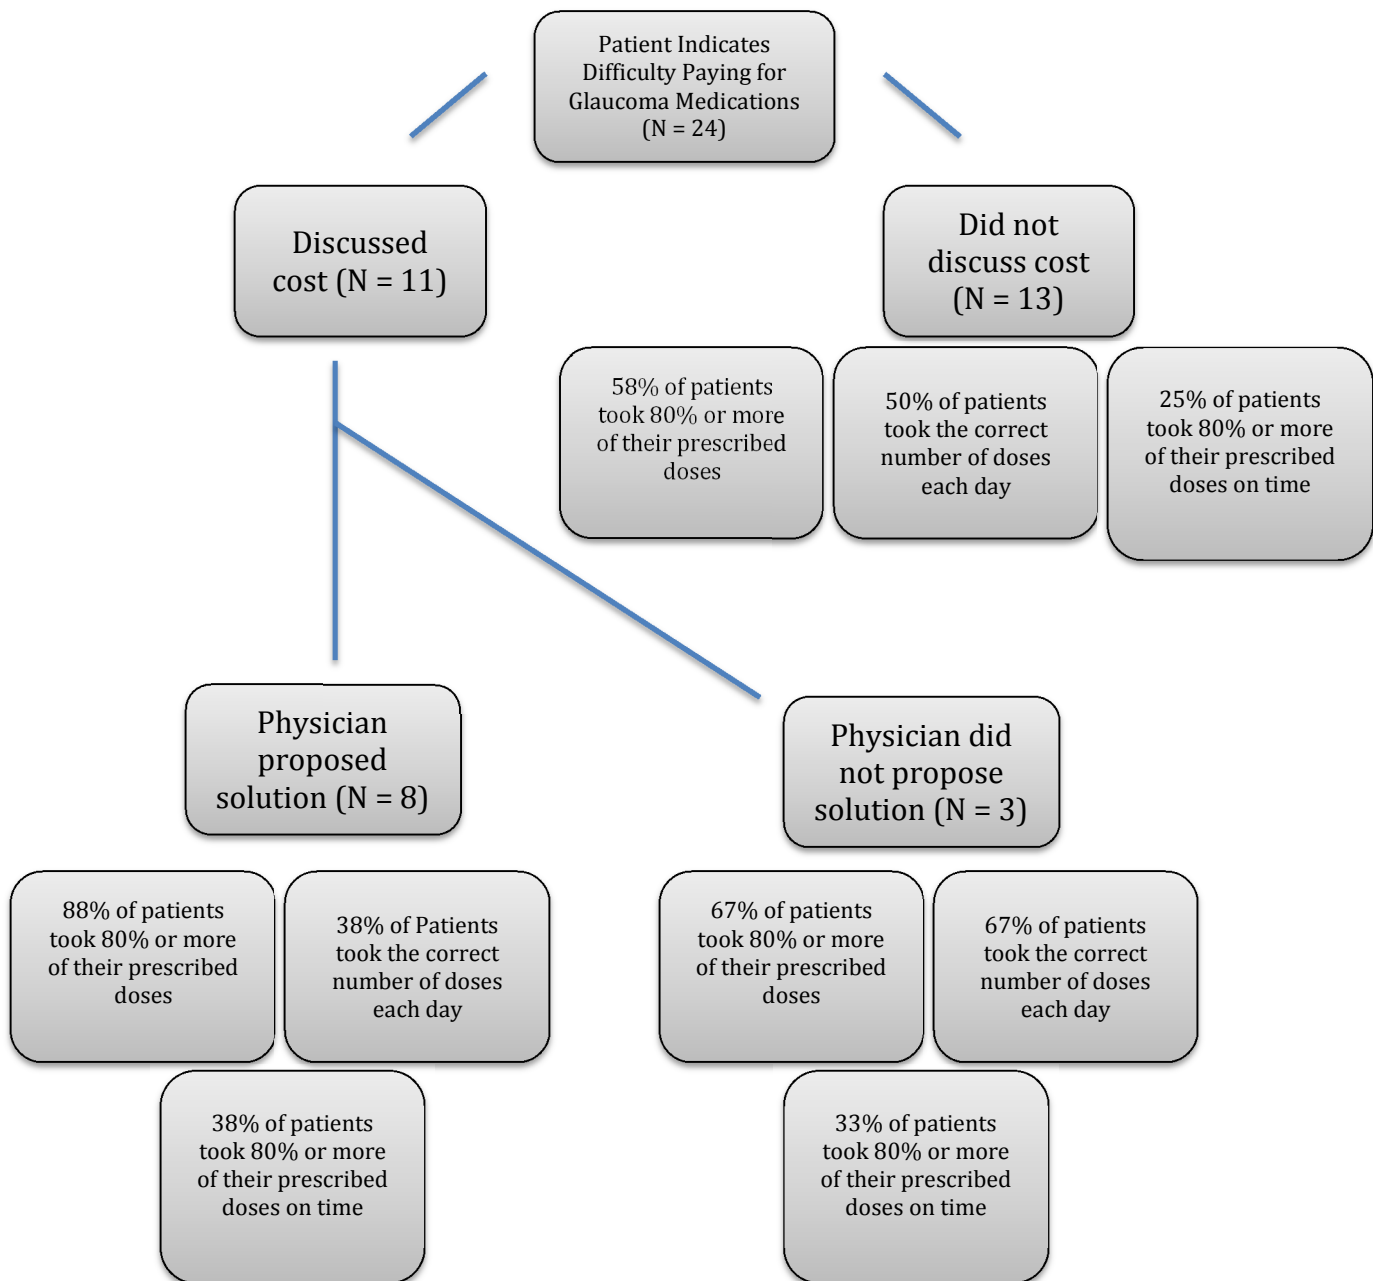 Patient Indicates
Difficulty Paying for
Glaucoma Medications
(N = 24)
Discussed
cost (N = 11)
Did not
discuss cost
(N = 13)
58% of patients
took 80% or more
of their prescribed
doses
50% of patients
took the correct
number of doses
each day
25% of patients
took 80% or more
of their prescribed
doses on time
Physician
proposed
solution (N = 8)
Physician did
not propose
solution (N = 3)
88% of patients
took 80% or more
of their prescribed
doses
38% of Patients
took the correct
number of doses
each day
38% of patients
took 80% or more
of their prescribed
doses on time
67% of patients
took 80% or more
of their prescribed
doses
67% of patients
took the correct
number of doses
each day
33% of patients
took 80% or more
of their prescribed
doses on time